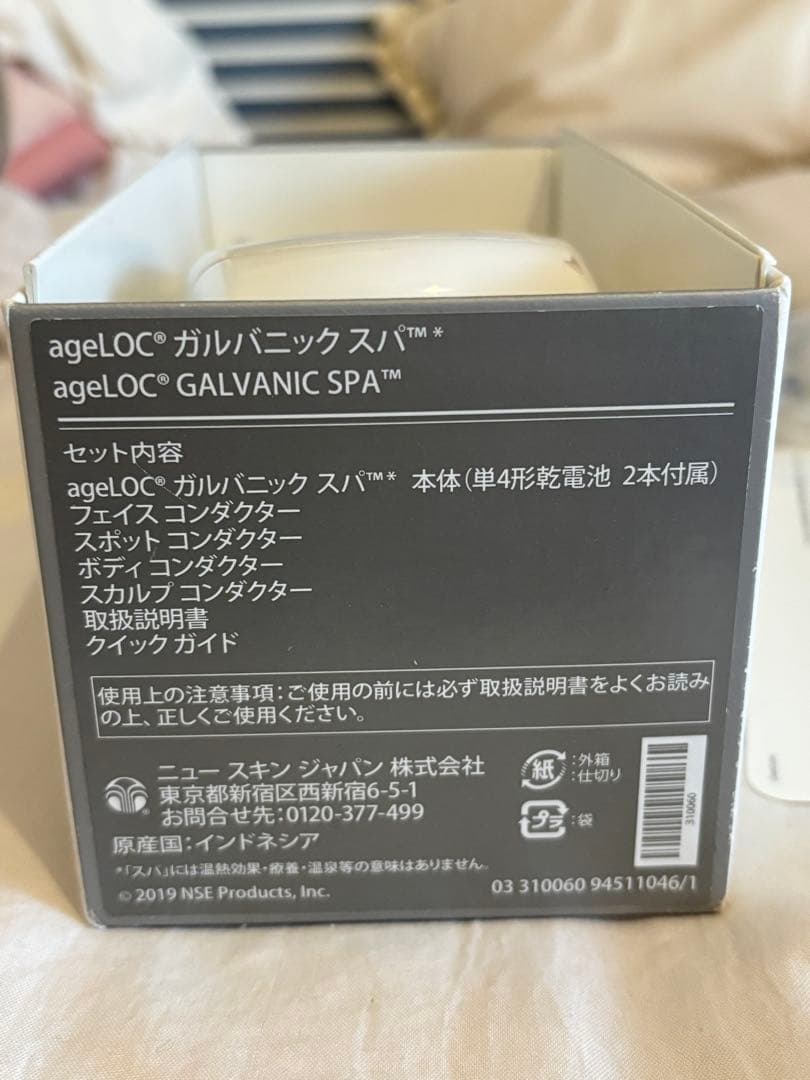 ageLOC® ガルバニック スパ™*
ageLOC® GALVANIC SPA™
セット内容
ageLOC® ガルバニック スパ™* 本体(単4形乾電池 2本付属)
フェイス コンダクター
スポット コンダクター
ボディ コンダクター
スカルプ コンダクター
取扱説明書
クイック ガイド
使用上の注意事項:ご使用の前には必ず取扱説明書をよくお読み
の上、正しくご使用ください。
ニュー スキン ジャパン 株式会社
東京都新宿区西新宿6-5-1
お問合せ先:0120-377-499
原産国:インドネシア
*「スパ」には温熱効果・療養・温泉等の意味はありません。
© 2019 NSE Products, Inc.
紙 :外箱
:仕切り
プラ :袋
310060
03 310060 94511046/1